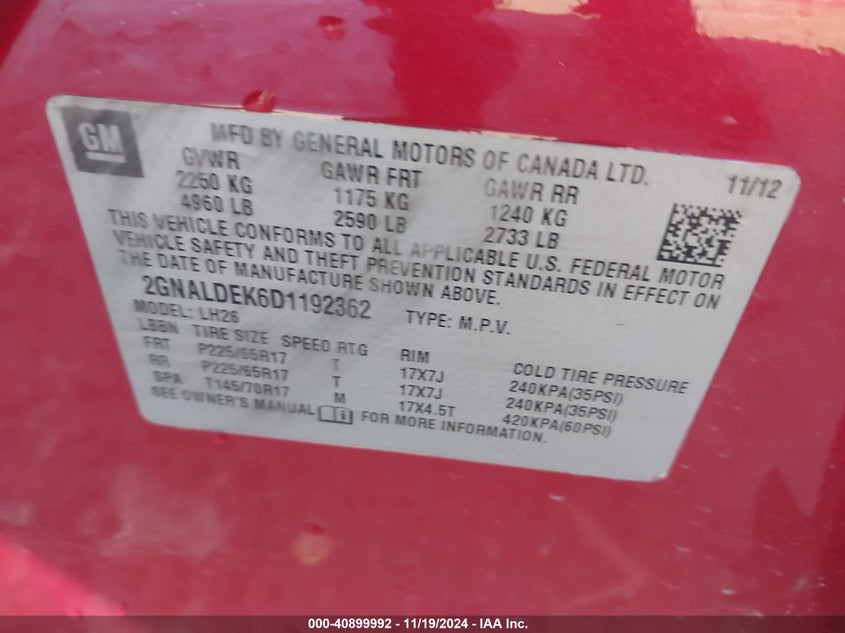 GM
MFD BY GENERAL MOTORS OF CANADA LTD. 11/12
GVWR GAWR FRT GAWR RR
2250 KG 1175 KG 1240 KG
4960 LB 2590 LB 2733 LB
THIS VEHICLE CONFORMS TO ALL APPLICABLE U.S. FEDERAL MOTOR
VEHICLE SAFETY AND THEFT PREVENTION STANDARDS IN EFFECT ON
THE DATE OF MANUFACTURE SHOWN ABOVE.
2GNALDEK6D1192362 TYPE: M.P.V.
MODEL: LH26
LBBN TIRE SIZE SPEED RTG RIM COLD TIRE PRESSURE
FRT P225/65R17 T 17X7J 240KPA(35PSI)
RR P225/65R17 T 17X7J 240KPA(35PSI)
SPA T145/70R17 M 17X4.5T 420KPA(60PSI)
SEE OWNER'S MANUAL i FOR MORE INFORMATION.
000-40899992 - 11/19/2024 - IAA Inc.